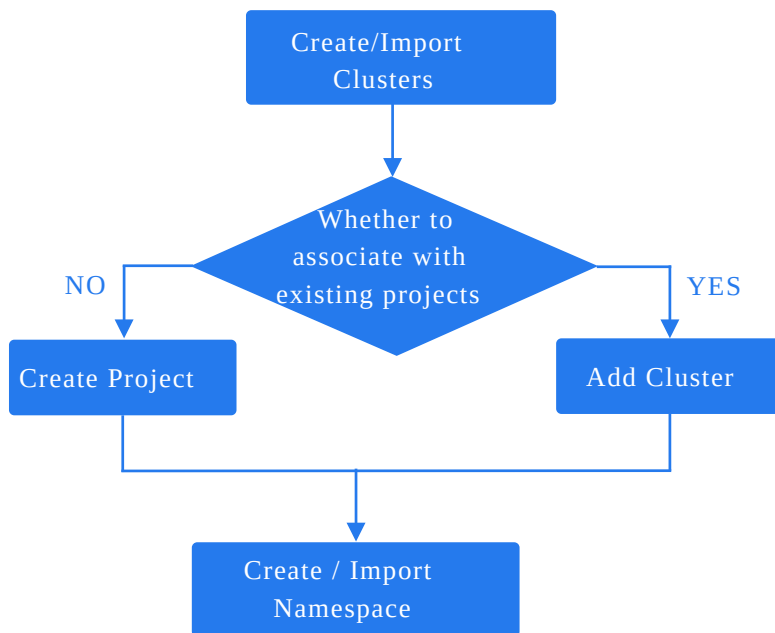 Create/Import
Clusters
Whether to
associate with
existing projects
NO
YES
Create Project
Add Cluster
Create / Import
Namespace